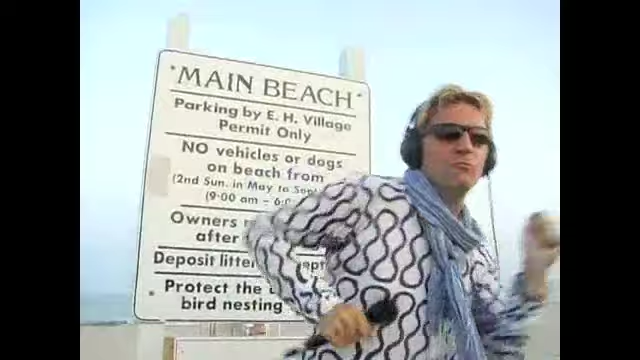 MAIN BEACH
Parking by E. H. Village
Permit Only
NO vehicles or dogs
on beach from
(2nd Sun. in May to Sept
(9:00 am - 6:0
Owners
after
Deposit litter
Protect the
bird nesting